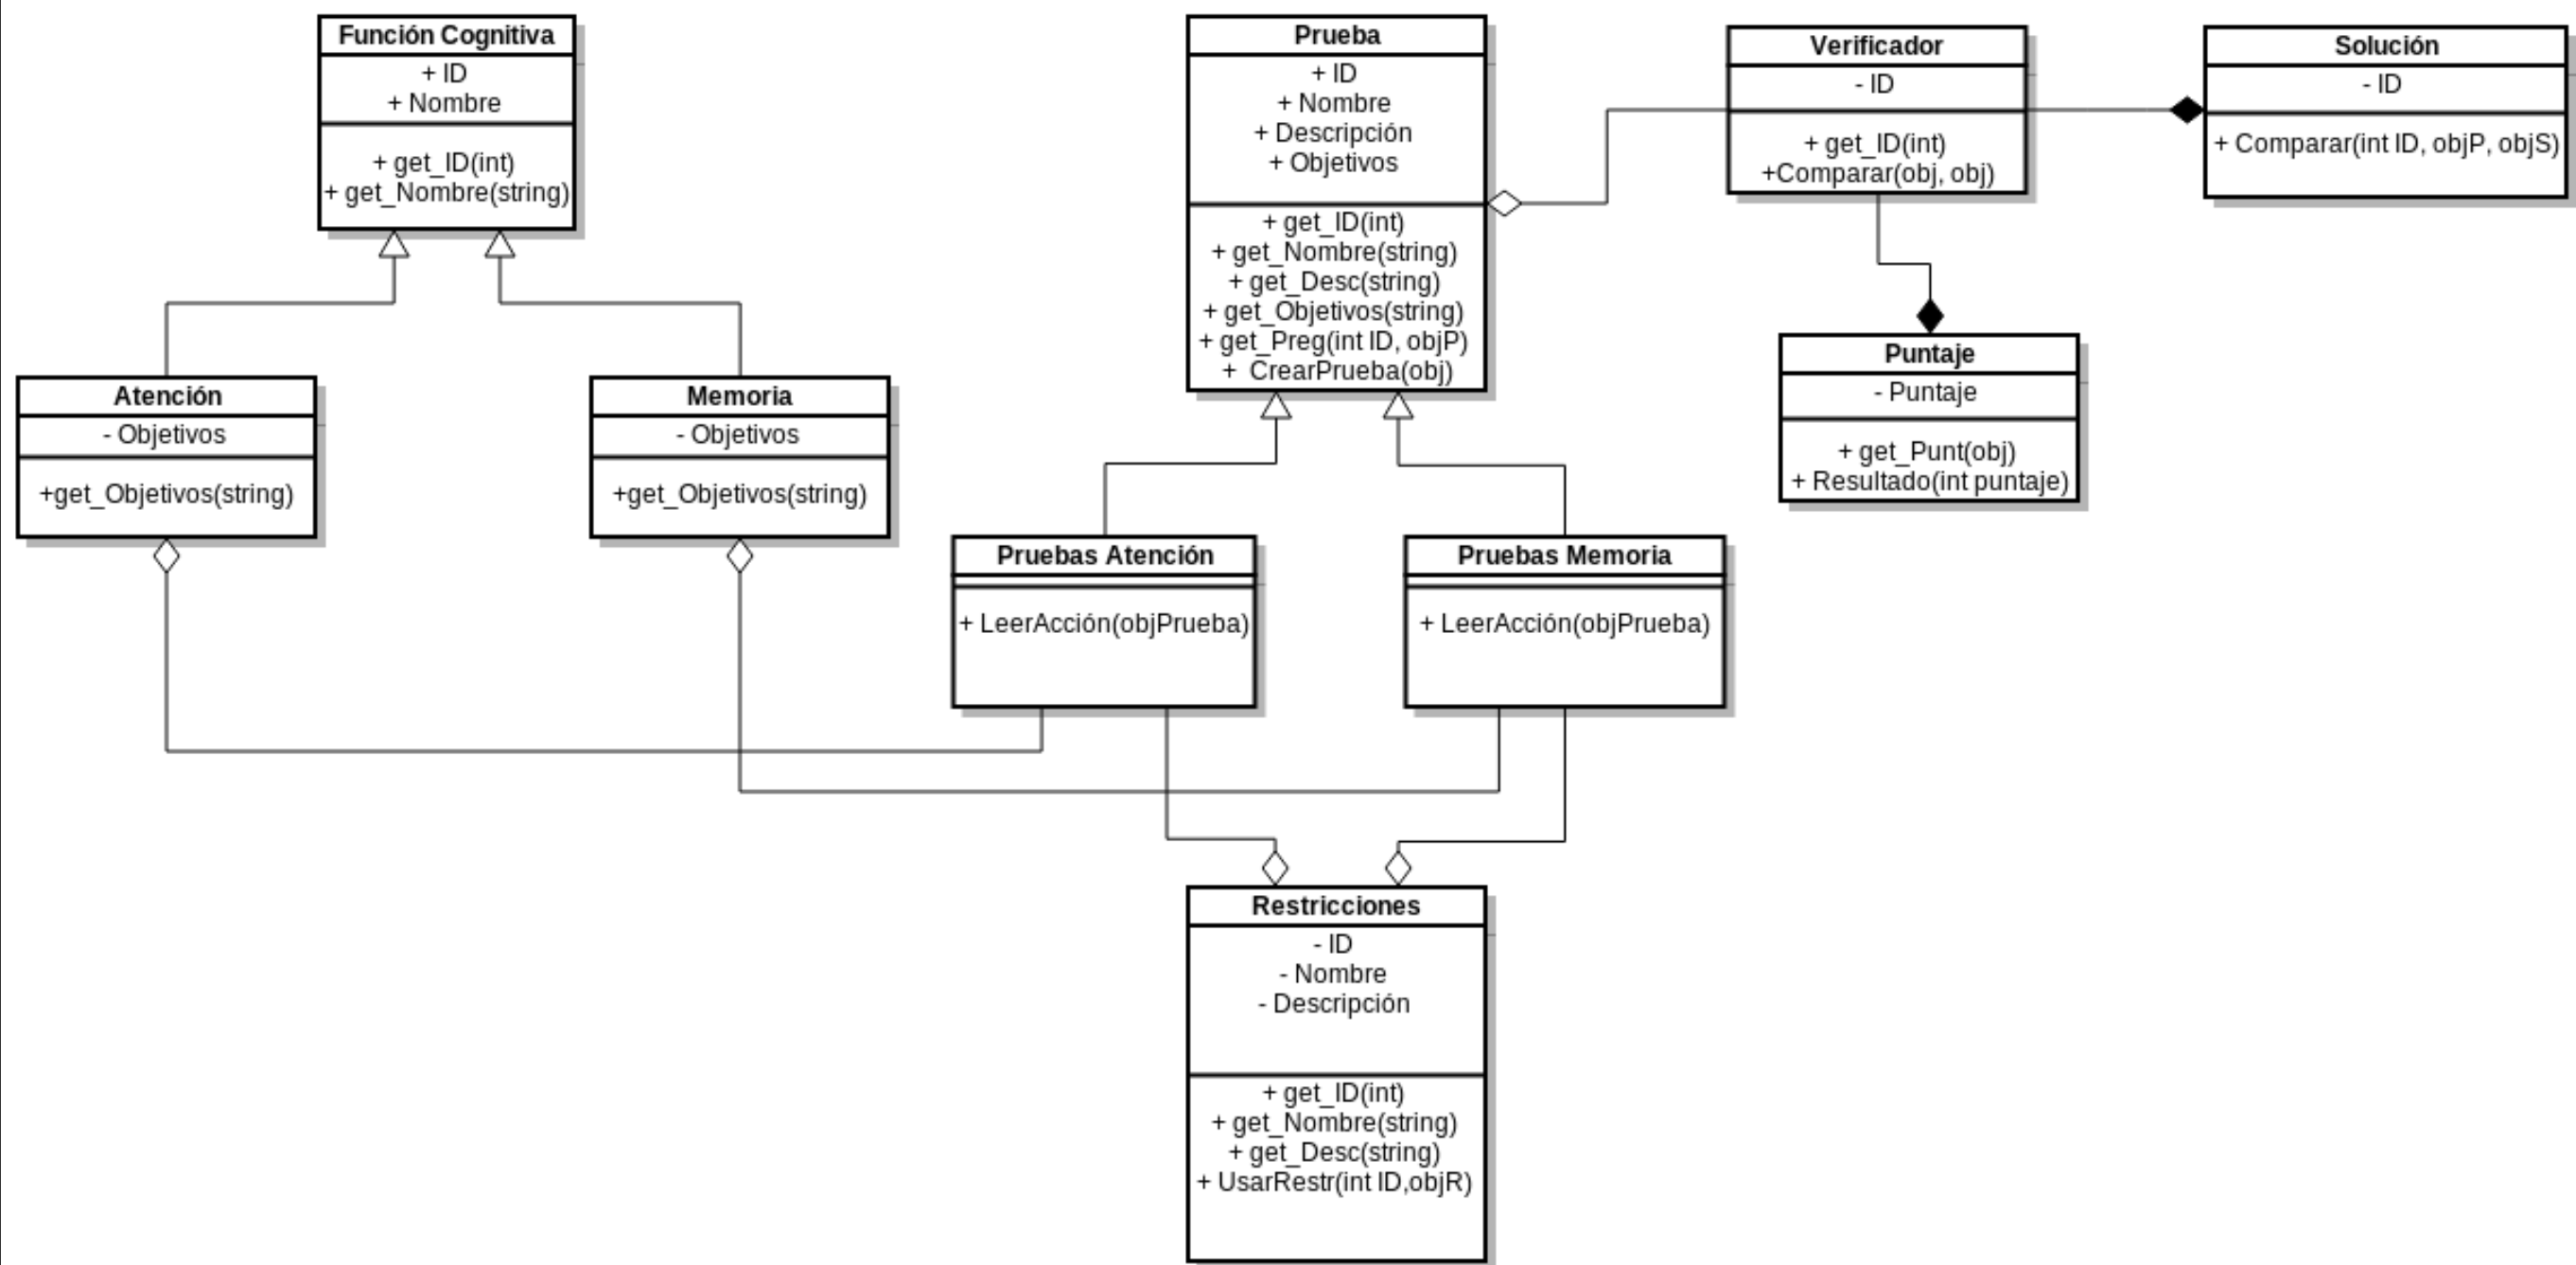 Función Cognitiva
+ ID
+ Nombre
+ get_ID(int)
+ get_Nombre(string)
Prueba
+ ID
+ Nombre
+ Descripción
+ Objetivos
+ get_ID(int)
+ get_Nombre(string)
+ get_Desc(string)
+ get_Objetivos(string)
+ get_Preg(int ID, objP)
+ CrearPrueba(obj)
Verificador
- ID
+ get_ID(int)
+Comparar(obj, obj)
Solución
- ID
+ Comparar(int ID, objP, objS)
Puntaje
- Puntaje
+ get_Punt(obj)
+ Resultado(int puntaje)
Atención
- Objetivos
+get_Objetivos(string)
Memoria
- Objetivos
+get_Objetivos(string)
Pruebas Atención
+ LeerAcción(objPrueba)
Pruebas Memoria
+ LeerAcción(objPrueba)
Restricciones
- ID
- Nombre
- Descripción
+ get_ID(int)
+ get_Nombre(string)
+ get_Desc(string)
+ UsarRestr(int ID,objR)